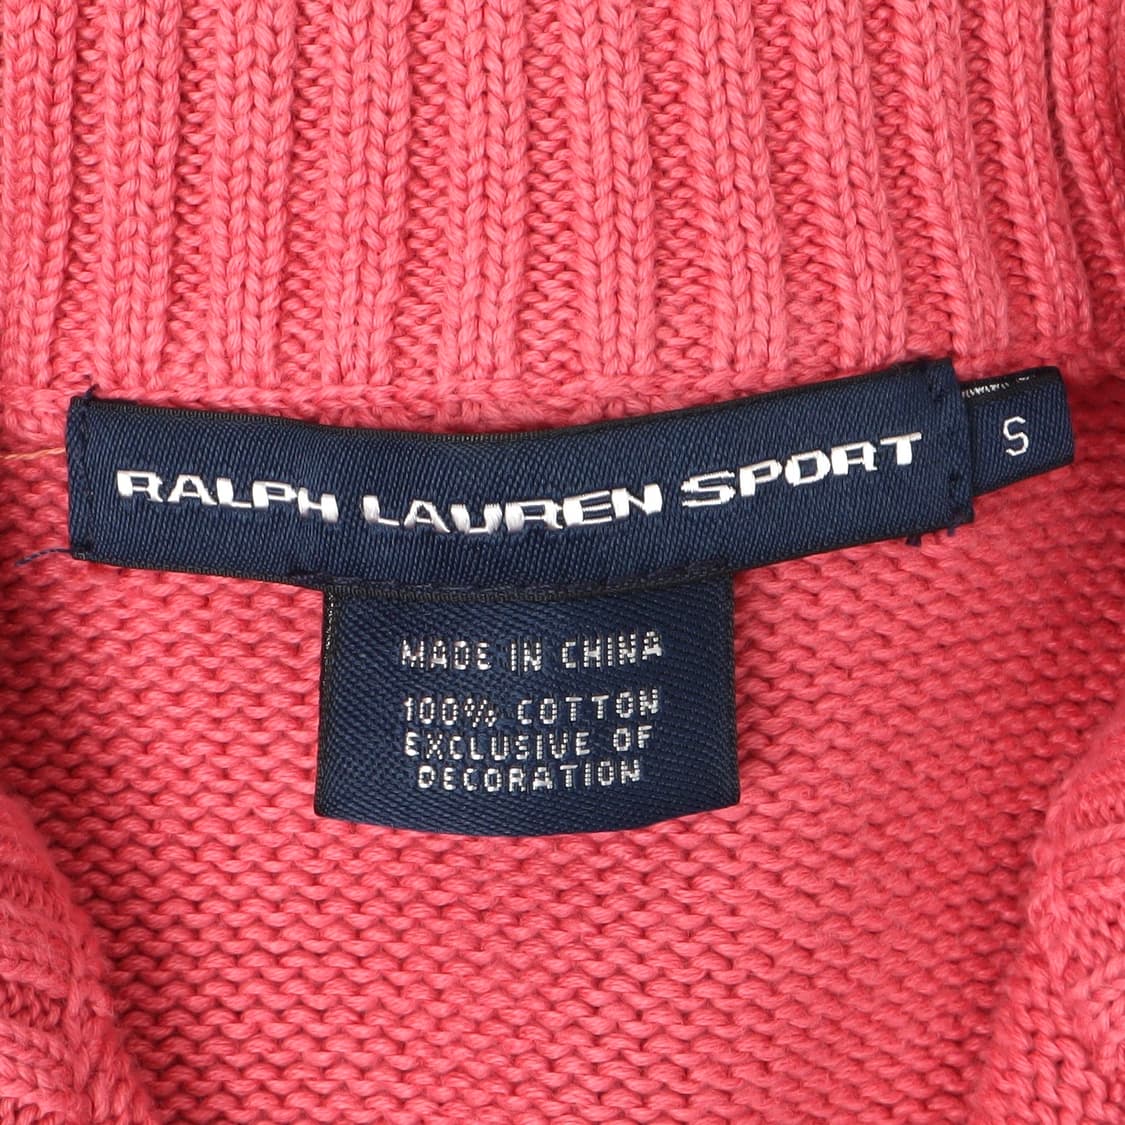 RALPH LAUREN SPORT
S
MADE IN CHINA
100% COTTON
EXCLUSIVE OF
DECORATION